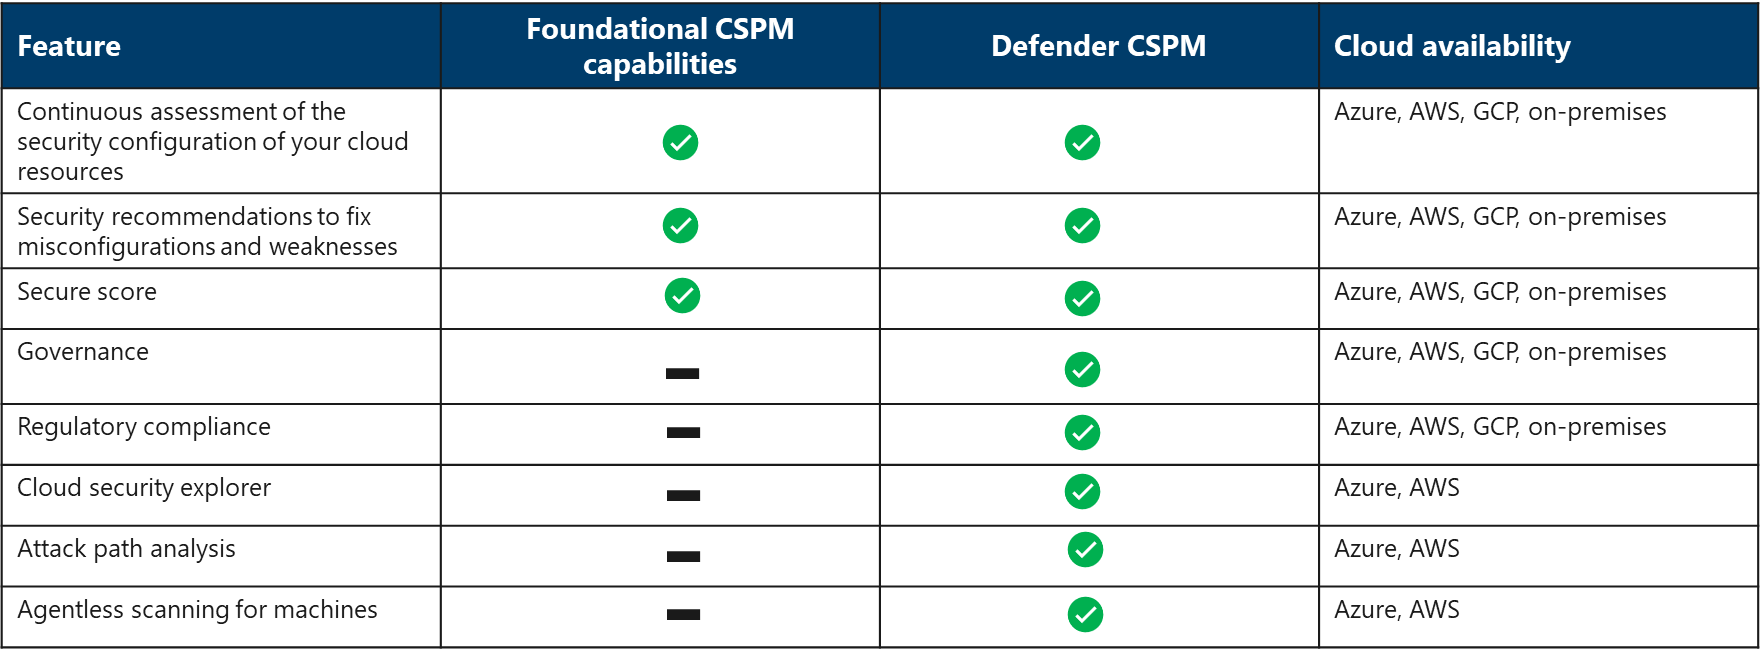 Feature
Foundational CSPM
capabilities
Defender CSPM
Cloud availability
Continuous assessment of the
security configuration of your cloud
resources
Azure, AWS, GCP, on-premises
Security recommendations to fix
misconfigurations and weaknesses
Azure, AWS, GCP, on-premises
Secure score
Azure, AWS, GCP, on-premises
Governance
Azure, AWS, GCP, on-premises
Regulatory compliance
Azure, AWS, GCP, on-premises
Cloud security explorer
Azure, AWS
Attack path analysis
Azure, AWS
Agentless scanning for machines
Azure, AWS